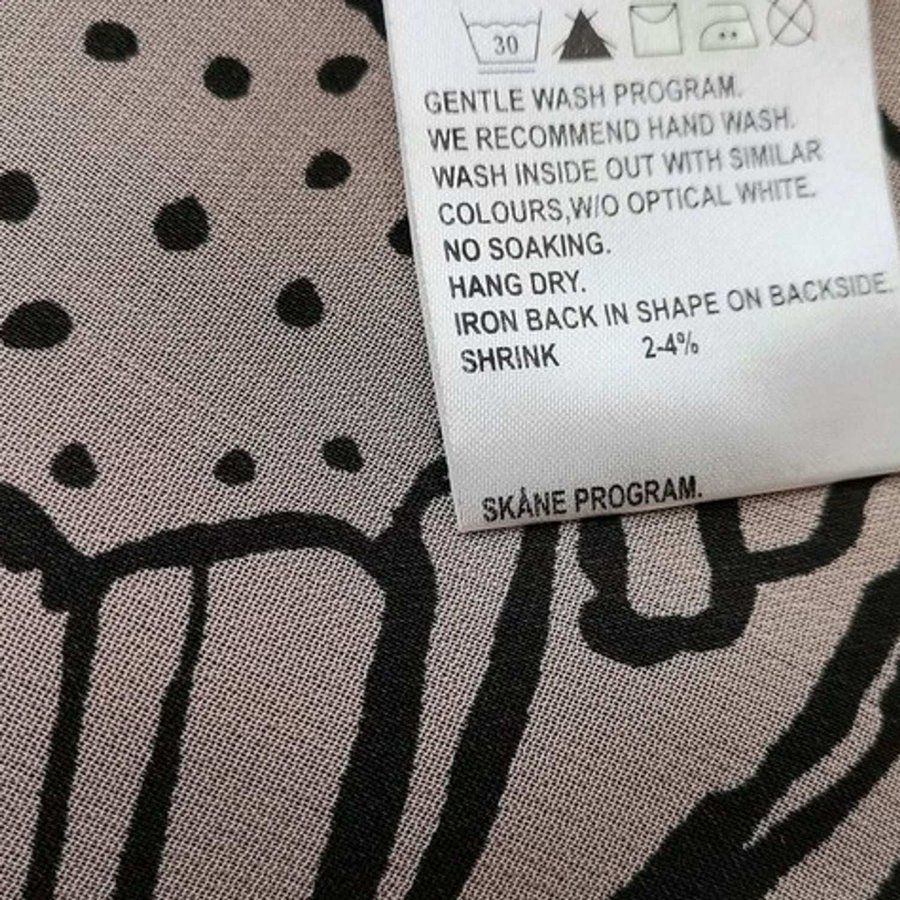 30
GENTLE WASH PROGRAM.
WE RECOMMEND HAND WASH.
WASH INSIDE OUT WITH SIMILAR
COLOURS,W/O OPTICAL WHITE.
NO SOAKING.
HANG DRY.
IRON BACK IN SHAPE ON BACKSIDE.
SHRINK 2-4%
SKÅNE PROGRAM.